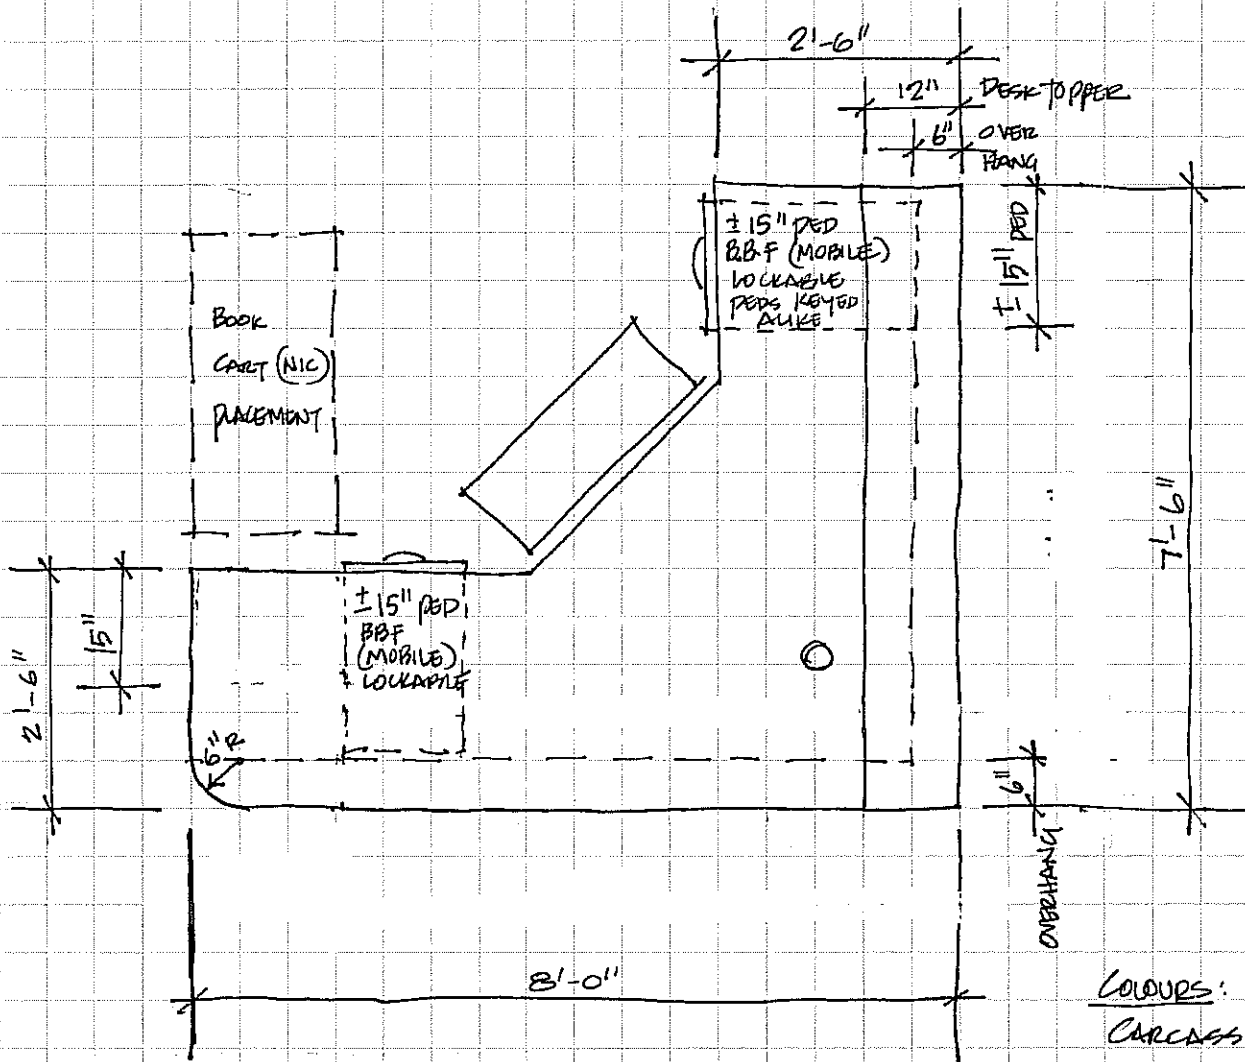 2'-6"
12" DESK TOPPER
6" OVER
HANG
± 15" PED
BBF (MOBILE)
LOCKABLE
PEDS KEYED
ALIKE
± 15" PED
BOOK
CART (NIC)
PLACEMENT
7'-6"
2'-6"
15"
± 15" PED
BBF
(MOBILE)
LOCKABLE
6" R
6"
OVERHANG
8'-0"
COLOURS:
CARCASS